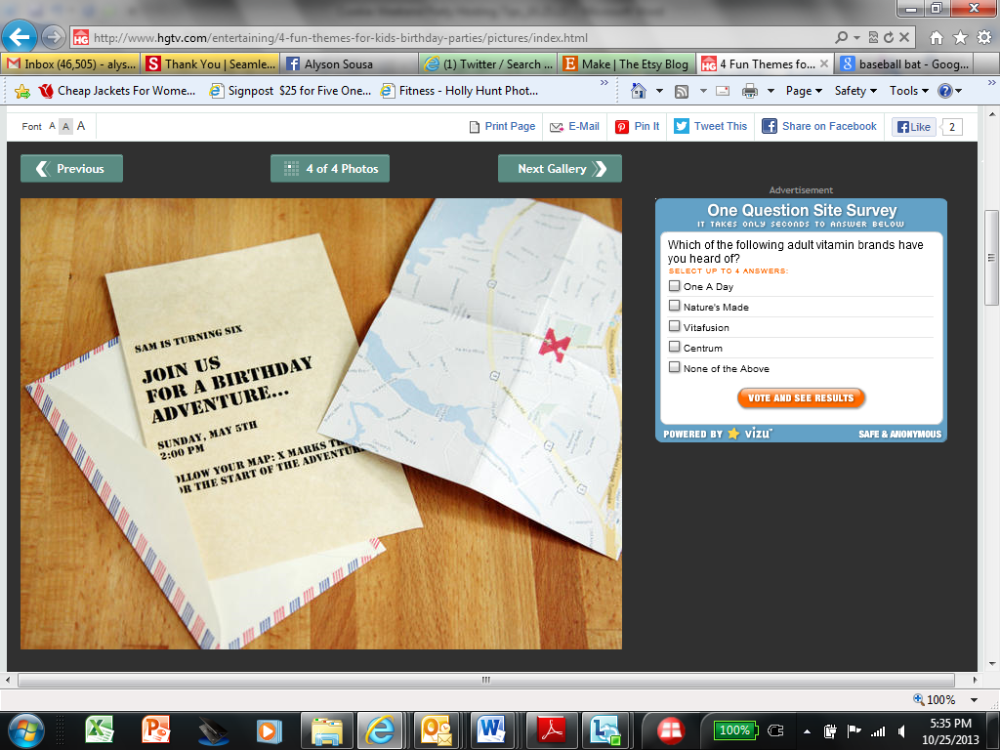 http://www.hgtv.com/entertaining/4-fun-themes-for-kids-birthday-parties/pictures/index.html
Inbox (46,505) - alys...
Thank You | Seamle...
Alyson Sousa
(1) Twitter / Search ...
Make | The Etsy Blog
4 Fun Themes fo...
baseball bat - Goog...
Cheap Jackets For Wome...
Signpost $25 for Five One...
Fitness - Holly Hunt Phot...
Page
Safety
Tools
Font A A A
Print Page
E-Mail
Pin It
Tweet This
Share on Facebook
Like
2
Previous
4 of 4 Photos
Next Gallery
SAM IS TURNING SIX
JOIN US
FOR A BIRTHDAY
ADVENTURE...
SUNDAY, MAY 5TH
2:00 PM
OLLOW YOUR MAP: X MARKS TH
OR THE START OF THE ADVENTURE
Advertisement
One Question Site Survey
IT TAKES ONLY SECONDS TO ANSWER BELOW
Which of the following adult vitamin brands have
you heard of?
SELECT UP TO 4 ANSWERS:
One A Day
Nature's Made
Vitafusion
Centrum
None of the Above
VOTE AND SEE RESULTS
POWERED BY vizu
SAFE & ANONYMOUS
100%
100%
5:35 PM
10/25/2013